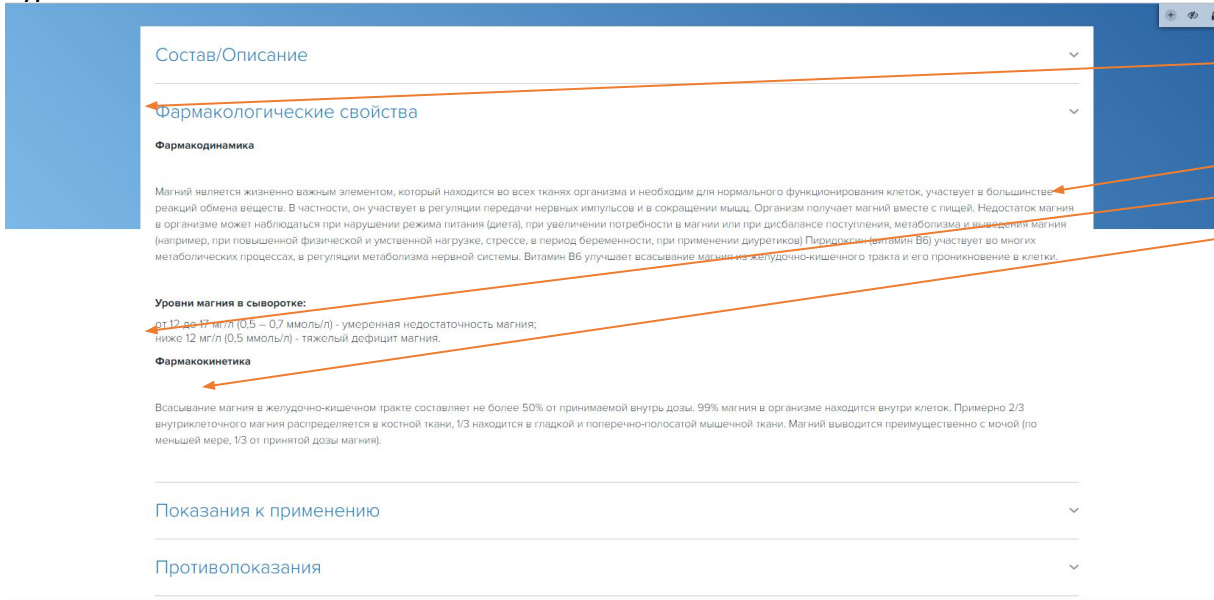 Состав/Описание
Фармакологические свойства
Фармакодинамика
Магний является жизненно важным элементом, который находится во всех тканях организма и необходим для нормального функционирования клеток, участвует в большинстве
реакций обмена веществ. В частности, он участвует в регуляции передачи нервных импульсов и в сокращении мышц. Организм получает магний вместе с пищей. Недостаток магния
в организме может наблюдаться при нарушении режима питания (диета), при увеличении потребности в магнии или при дисбалансе поступления, метаболизма и выведения магния
(например, при повышенной физической и умственной нагрузке, стрессе, в период беременности, при применении диуретиков) Пиридоксин (витамин В6) участвует во многих
метаболических процессах, в регуляции метаболизма нервной системы. Витамин В6 улучшает всасывание магния из желудочно-кишечного тракта и его проникновение в клетки.
Уровни магния в сыворотке:
от 12 до 17 мг/л (0,5 – 0,7 ммоль/л) - умеренная недостаточность магния;
ниже 12 мг/л (0,5 ммоль/л) - тяжелый дефицит магния.
Фармакокинетика
Всасывание магния в желудочно-кишечном тракте составляет не более 50% от принимаемой внутрь дозы. 99% магния в организме находится внутри клеток. Примерно 2/3
внутриклеточного магния распределяется в костной ткани, 1/3 находится в гладкой и поперечно-полосатой мышечной ткани. Магний выводится преимущественно с мочой (по
меньшей мере, 1/3 от принятой дозы магния).
Показания к применению
Противопоказания